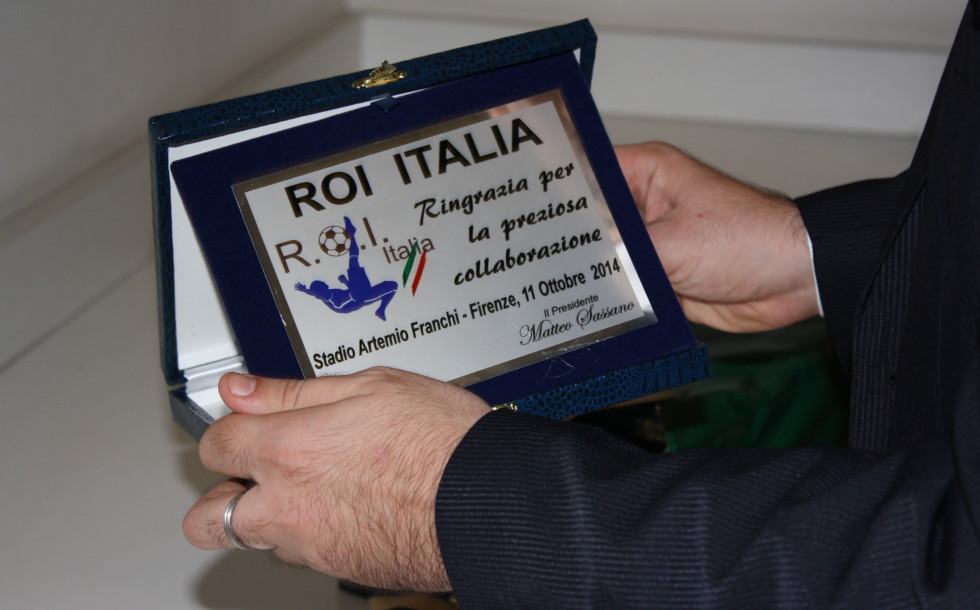 ROI ITALIA
R.O.I.
Italia
Ringrazia per
la preziosa
collaborazione
Stadio Artemio Franchi - Firenze, 11 Ottobre 2014
Il Presidente
Matteo Sassano